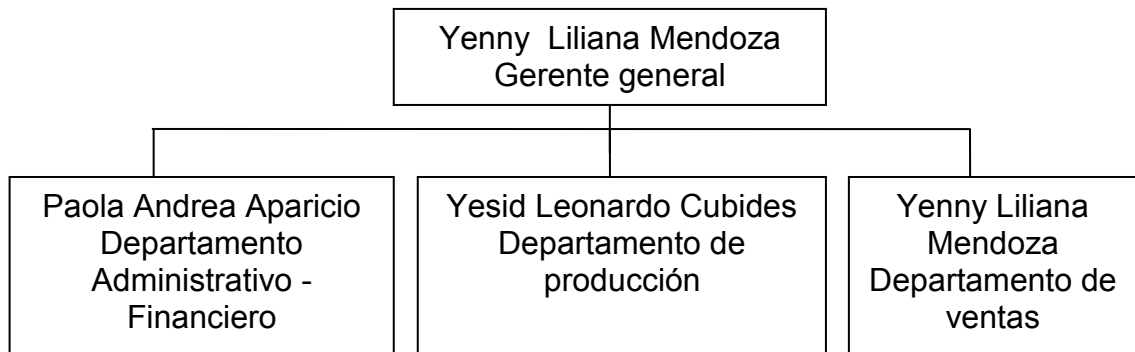 Yenny  Liliana Mendoza
Gerente general
Paola Andrea Aparicio
Departamento
Administrativo -
Financiero
Yesid Leonardo Cubides
Departamento de
producción
Yenny Liliana
Mendoza
Departamento de
ventas